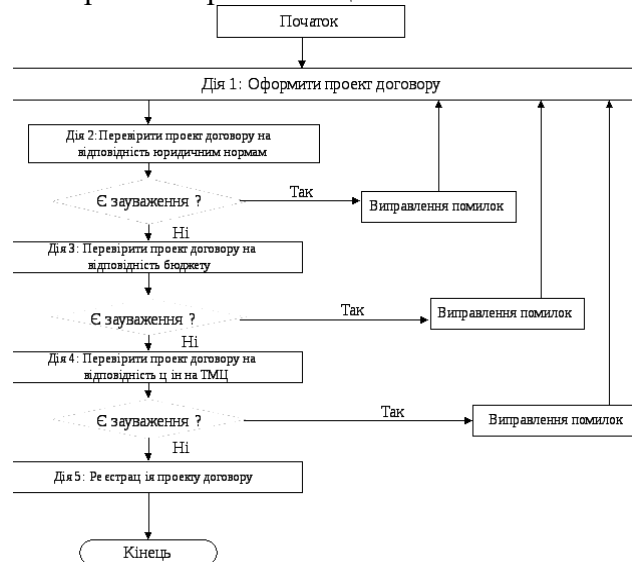 Початок
Дія 1: Оформити проект договору
Дія 2: Перевірити проект договору на
відповідність юридичним нормам
Є зауваження ?
Так
Виправлення помилок
Ні
Дія 3: Перевірити проект договору на
відповідність бюджету
Є зауваження ?
Так
Виправлення помилок
Ні
Дія 4: Перевірити проект договору на
відповідність ц ін на ТМЦ
Є зауваження ?
Так
Виправлення помилок
Ні
Дія 5: Ре єстрац ія проекту договору
Кінець